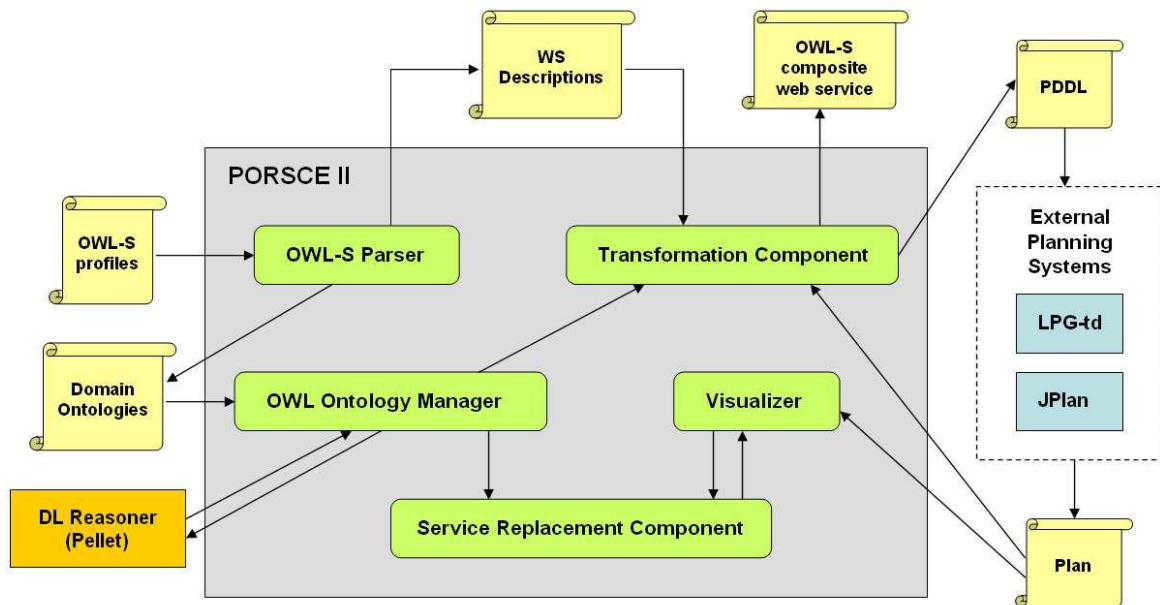 WS
Descriptions
OWL-S
composite
web service
PDDL
PORSCE II
OWL-S
profiles
OWL-S Parser
Transformation Component
External
Planning
Systems
LPG-td
JPlan
Domain
Ontologies
OWL Ontology Manager
Visualizer
DL Reasoner
(Pellet)
Service Replacement Component
Plan